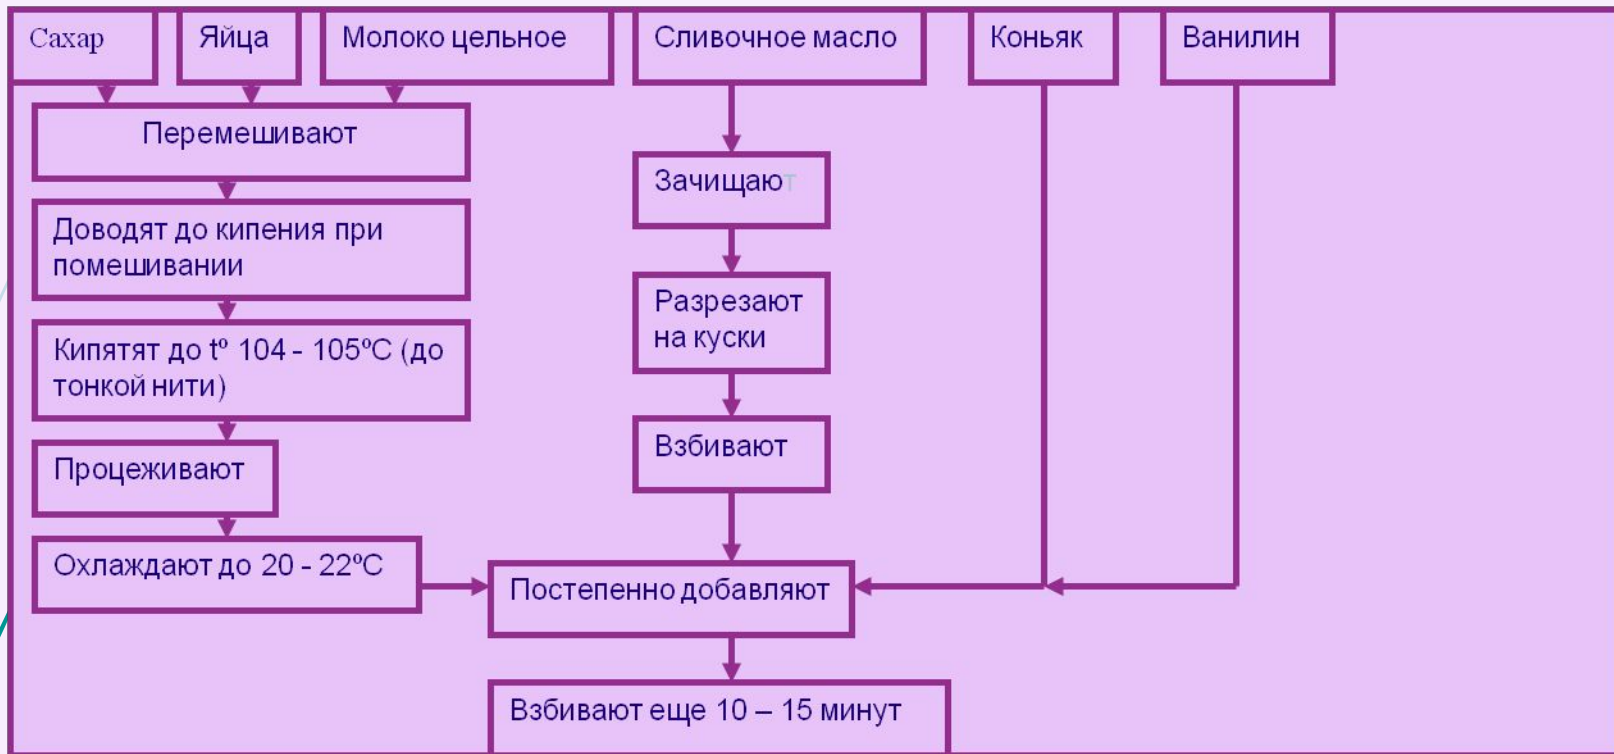 Сахар
Яйца
Молоко цельное
Сливочное масло
Коньяк
Ванилин
Перемешивают
Доводят до кипения при
помешивании
Кипятят до tº 104 - 105ºС (до
тонкой нити)
Процеживают
Охлаждают до 20 - 22ºС
Зачищают
Разрезают
на куски
Взбивают
Постепенно добавляют
Взбивают еще 10 – 15 минут